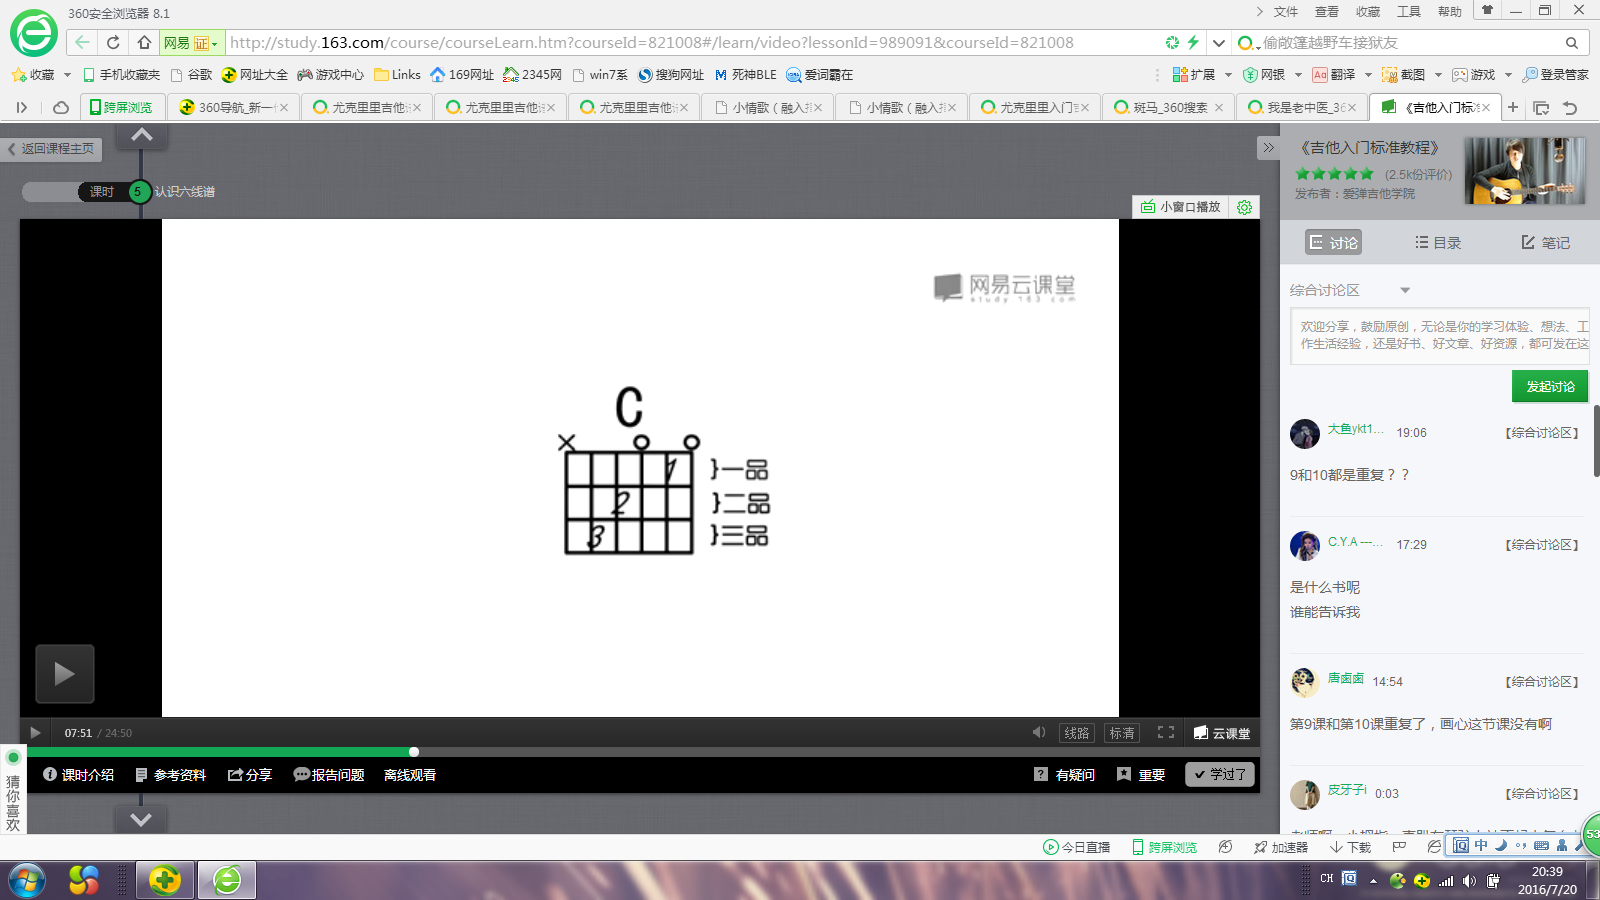 360安全浏览器 8.1
文件 查看 收藏 工具 帮助
网易 证
http://study.163.com/course/courseLearn.htm?courseId=821008#/learn/video?lessonId=989091&courseId=821008
偷敞篷越野车接狱友
收藏 手机收藏夹 谷歌 网址大全 游戏中心 Links 169网址 2345网 win7系 搜狗网址 死神BLE 爱词霸在
扩展 网银 Aa 翻译 截图 游戏 登录管家
跨屏浏览 360导航_新一 尤克里里吉他 尤克里里吉他 尤克里里吉他 小情歌（融入 小情歌（融入 尤克里里入门 斑马_360搜索 我是老中医_36 《吉他入门标
返回课程主页
课时 5 认识六线谱
小窗口播放
网易云课堂
study.163.com
C
1 }一品
2 }二品
3 }三品
07:51 / 24:50
线路 标清 云课堂
课时介绍 参考资料 分享 报告问题 离线观看
有疑问 重要 学过了
猜你喜欢
《吉他入门标准教程》
(2.5k份评价)
发布者：爱弹吉他学院
讨论 目录 笔记
综合讨论区
欢迎分享，鼓励原创，无论是你的学习体验、想法、工
作生活经验，还是好书、好文章、好资源，都可发在这
发起讨论
大鱼ykt1... 19:06 【综合讨论区】
9和10都是重复？？
C.Y.A ---... 17:29 【综合讨论区】
是什么书呢
谁能告诉我
唐卤卤 14:54 【综合讨论区】
第9课和第10课重复了，画心这节课没有啊
皮牙子i 0:03 【综合讨论区】
今日直播 跨屏浏览 加速器 下载
中
53
CH
20:39
2016/7/20